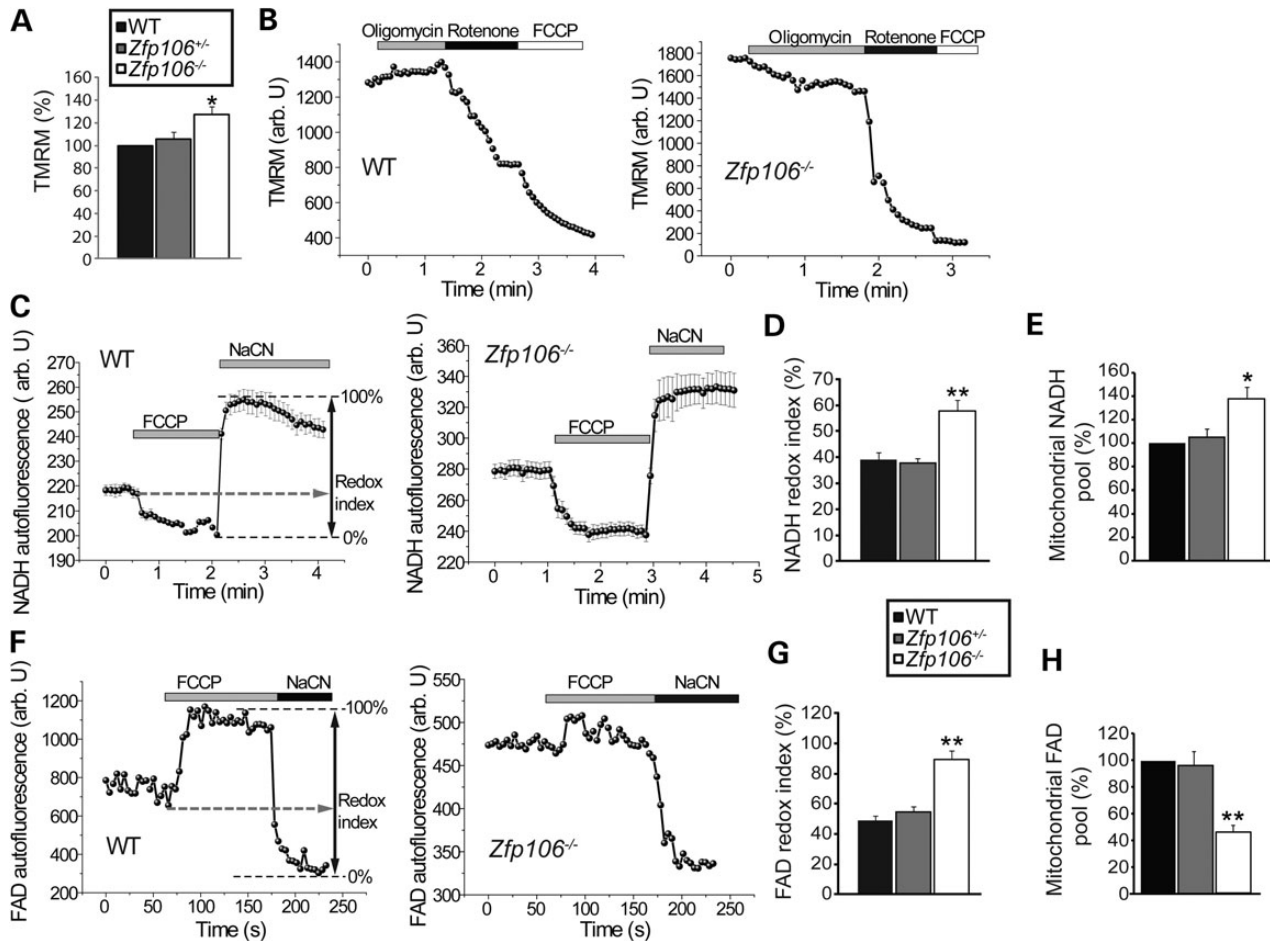 A
WT
Zfp106+/-
Zfp106-/-
TMRM (%)
160
140
120
100
80
60
40
20
0
*
B
Oligomycin Rotenone FCCP
TMRM (arb. U)
1400
1200
1000
800
600
400
WT
0 1 2 3 4
Time (min)
Oligomycin Rotenone FCCP
TMRM (arb. U)
1800
1600
1400
1200
1000
800
600
400
200
0
Zfp106-/-
0 1 2 3
Time (min)
C
NADH autofluorescence ( arb. U)
270
260
250
240
230
220
210
200
190
WT
NaCN
FCCP
100%
Redox
index
0%
0 1 2 3 4
Time (min)
NADH autofluorescence ( arb. U)
360
340
320
300
280
260
240
220
Zfp106-/-
NaCN
FCCP
0 1 2 3 4 5
Time (min)
D
NADH redox index (%)
70
60
50
40
30
20
10
0
**
E
Mitochondrial NADH
pool (%)
160
140
120
100
80
60
40
20
0
*
WT
Zfp106+/-
Zfp106-/-
F
FAD autofluorescence (arb. U)
1200
1050
900
750
600
450
300
200
FCCP NaCN
100%
Redox
index
0%
WT
0 50 100 150 200 250
Time (s)
FAD autofluorescence (arb. U)
550
500
450
400
350
300
FCCP NaCN
Zfp106-/-
0 50 100 150 200 250
Time (s)
G
FAD redox index (%)
120
100
80
60
40
20
0
**
H
Mitochondrial FAD
pool (%)
120
100
80
60
40
20
0
**